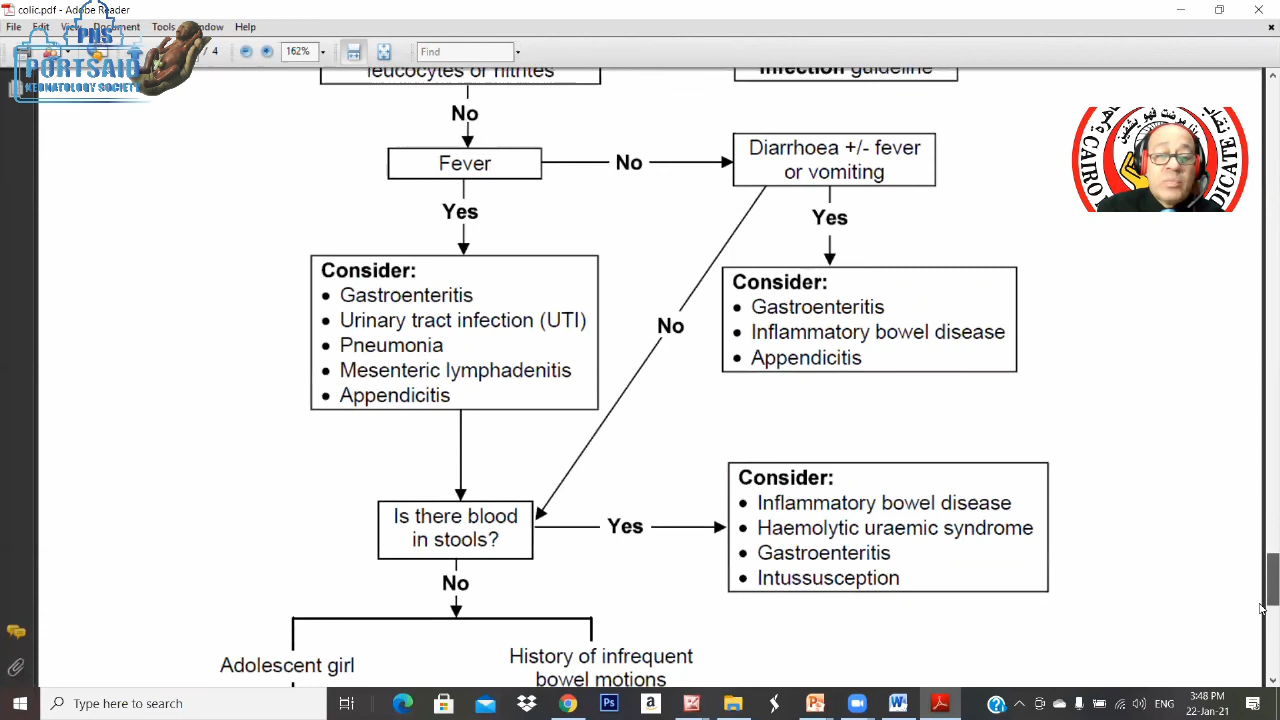 colic.pdf - Adobe Reader
File Edit View Document Tools Window Help
/ 4 162% Find
PNS
PORTSAID
NEONATOLOGY SOCIETY
leucocytes or nitrites
infection guideline
No
Fever
No
Diarrhoea +/- fever
or vomiting
Yes
Yes
Consider:
• Gastroenteritis
• Urinary tract infection (UTI)
• Pneumonia
• Mesenteric lymphadenitis
• Appendicitis
Consider:
• Gastroenteritis
• Inflammatory bowel disease
• Appendicitis
No
Is there blood
in stools?
Yes
Consider:
• Inflammatory bowel disease
• Haemolytic uraemic syndrome
• Gastroenteritis
• Intussusception
No
Adolescent girl
History of infrequent
bowel motions
Type here to search
ENG
3:48 PM
22-Jan-21